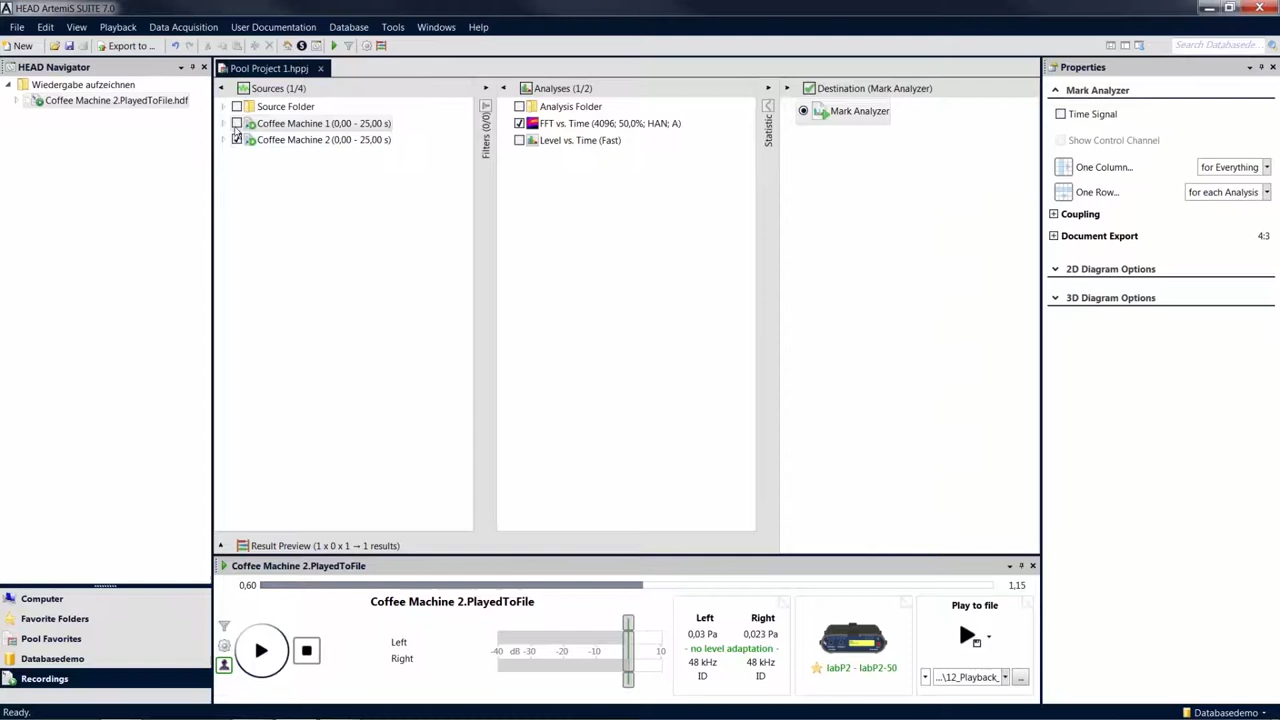 HEAD ArtemiS SUITE 7.0
File Edit View Playback Data Acquisition User Documentation Database Tools Windows Help
New Export to ... Search Databasede...
HEAD Navigator
Wiedergabe aufzeichnen
Coffee Machine 2.PlayedToFile.hdf
Computer
Favorite Folders
Pool Favorites
Databasedemo
Recordings
Pool Project 1.hppj
Sources (1/4)
Source Folder
Coffee Machine 1 (0,00 - 25,00 s)
Coffee Machine 2 (0,00 - 25,00 s)
Filters (0/0)
Analyses (1/2)
Analysis Folder
FFT vs. Time (4096; 50,0%; HAN; A)
Level vs. Time (Fast)
Statistic
Destination (Mark Analyzer)
Mark Analyzer
Result Preview (1 x 0 x 1 → 1 results)
Coffee Machine 2.PlayedToFile
0,60 1,15
Coffee Machine 2.PlayedToFile
Left
Right
-40 dB -30 -20 -10 0 10
Left Right
0,03 Pa 0,023 Pa
- no level adaptation -
48 kHz 48 kHz
ID ID
labP2 - labP2-50
Play to file
...\12_Playback_
...
Properties
Mark Analyzer
Time Signal
Show Control Channel
One Column... for Everything
One Row... for each Analysis
Coupling
Document Export 4:3
2D Diagram Options
3D Diagram Options
Ready. Databasedemo